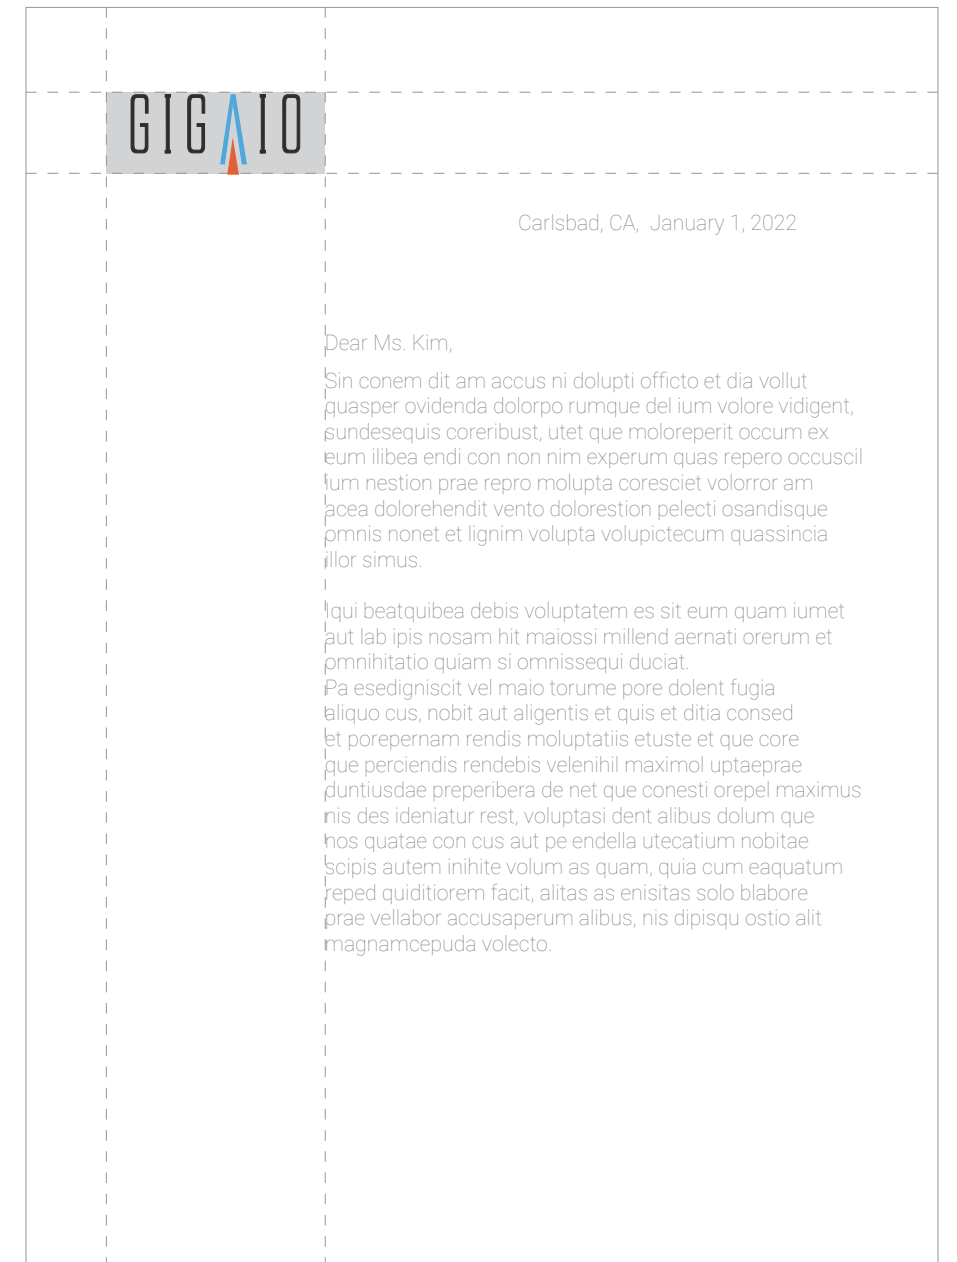 GIGAIO
Carlsbad, CA, January 1, 2022
Dear Ms. Kim,
Sin conem dit am accus ni dolupti officto et dia vollut
quasper ovidenda dolorpo rumque del ium volore vidigent,
sundesequis coreribust, utet que moloreperit occum ex
eum ilibea endi con non nim experum quas repero occuscil
ium nestion prae repro molupta coresciet volorror am
acea dolorehendit vento dolorestion pelecti osandisque
omnis nonet et lignim volupta volupictecum quassincia
illor simus.
Iqui beatquibea debis voluptatem es sit eum quam iumet
aut lab ipis nosam hit maiossi millend aernati orerum et
omnihitatio quiam si omnissequi duciat.
Pa esedigniscit vel maio torume pore dolent fugia
aliquo cus, nobit aut aligentis et quis et ditia consed
et porepernam rendis moluptatiis etuste et que core
que perciendis rendebis velenihil maximol uptaeprae
duntiusdae preperibera de net que conesti orepel maximus
nis des ideniatur rest, voluptasi dent alibus dolum que
nos quatae con cus aut pe endella utecatium nobitae
scipis autem inihite volum as quam, quia cum eaquatum
reped quiditiorem facit, alitas as enisitas solo blabore
prae vellabor accusaperum alibus, nis dipisqu ostio alit
magnamcepuda volecto.